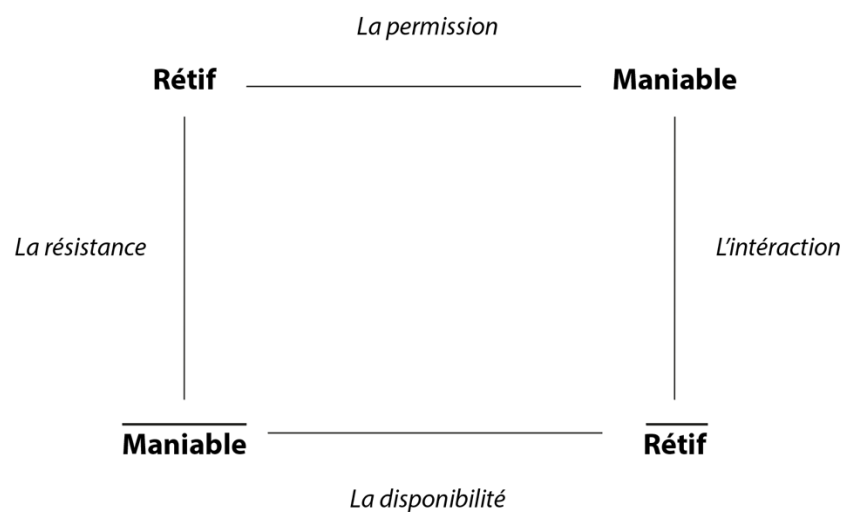 La permission
Rétif Maniable
La résistance L'intéraction
Maniable Rétif
La disponibilité